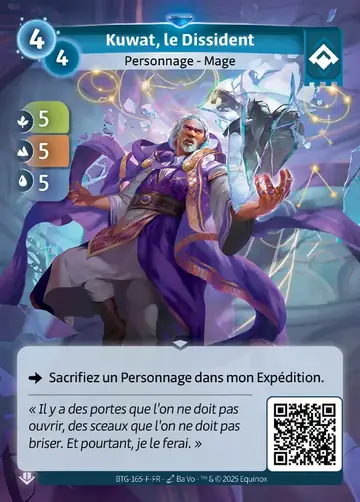 4
4
Kuwat, le Dissident
Personnage - Mage
5
5
5
Sacrifiez un Personnage dans mon Expédition.
« Il y a des portes que l'on ne doit pas
ouvrir, des sceaux que l'on ne doit pas
briser. Et pourtant, je le ferai. »
BTG-165-F-FR - Ba Vo - ™ & © 2025 Equinox